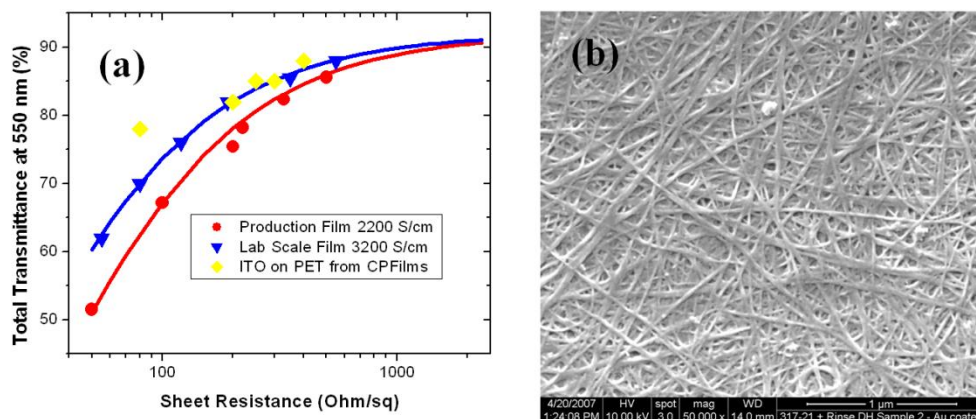 (a)
Total Transmittance at 550 nm (%)
90
80
70
60
50
Production Film 2200 S/cm
Lab Scale Film 3200 S/cm
ITO on PET from CPFilms
100
1000
Sheet Resistance (Ohm/sq)
(b)
4/20/2007 HV spot mag WD 1 µm
1:24:08 PM 10.00 kV 3.0 50,000 x 14.0 mm 317-21 + Rinse DH Sample 2 - Au coated